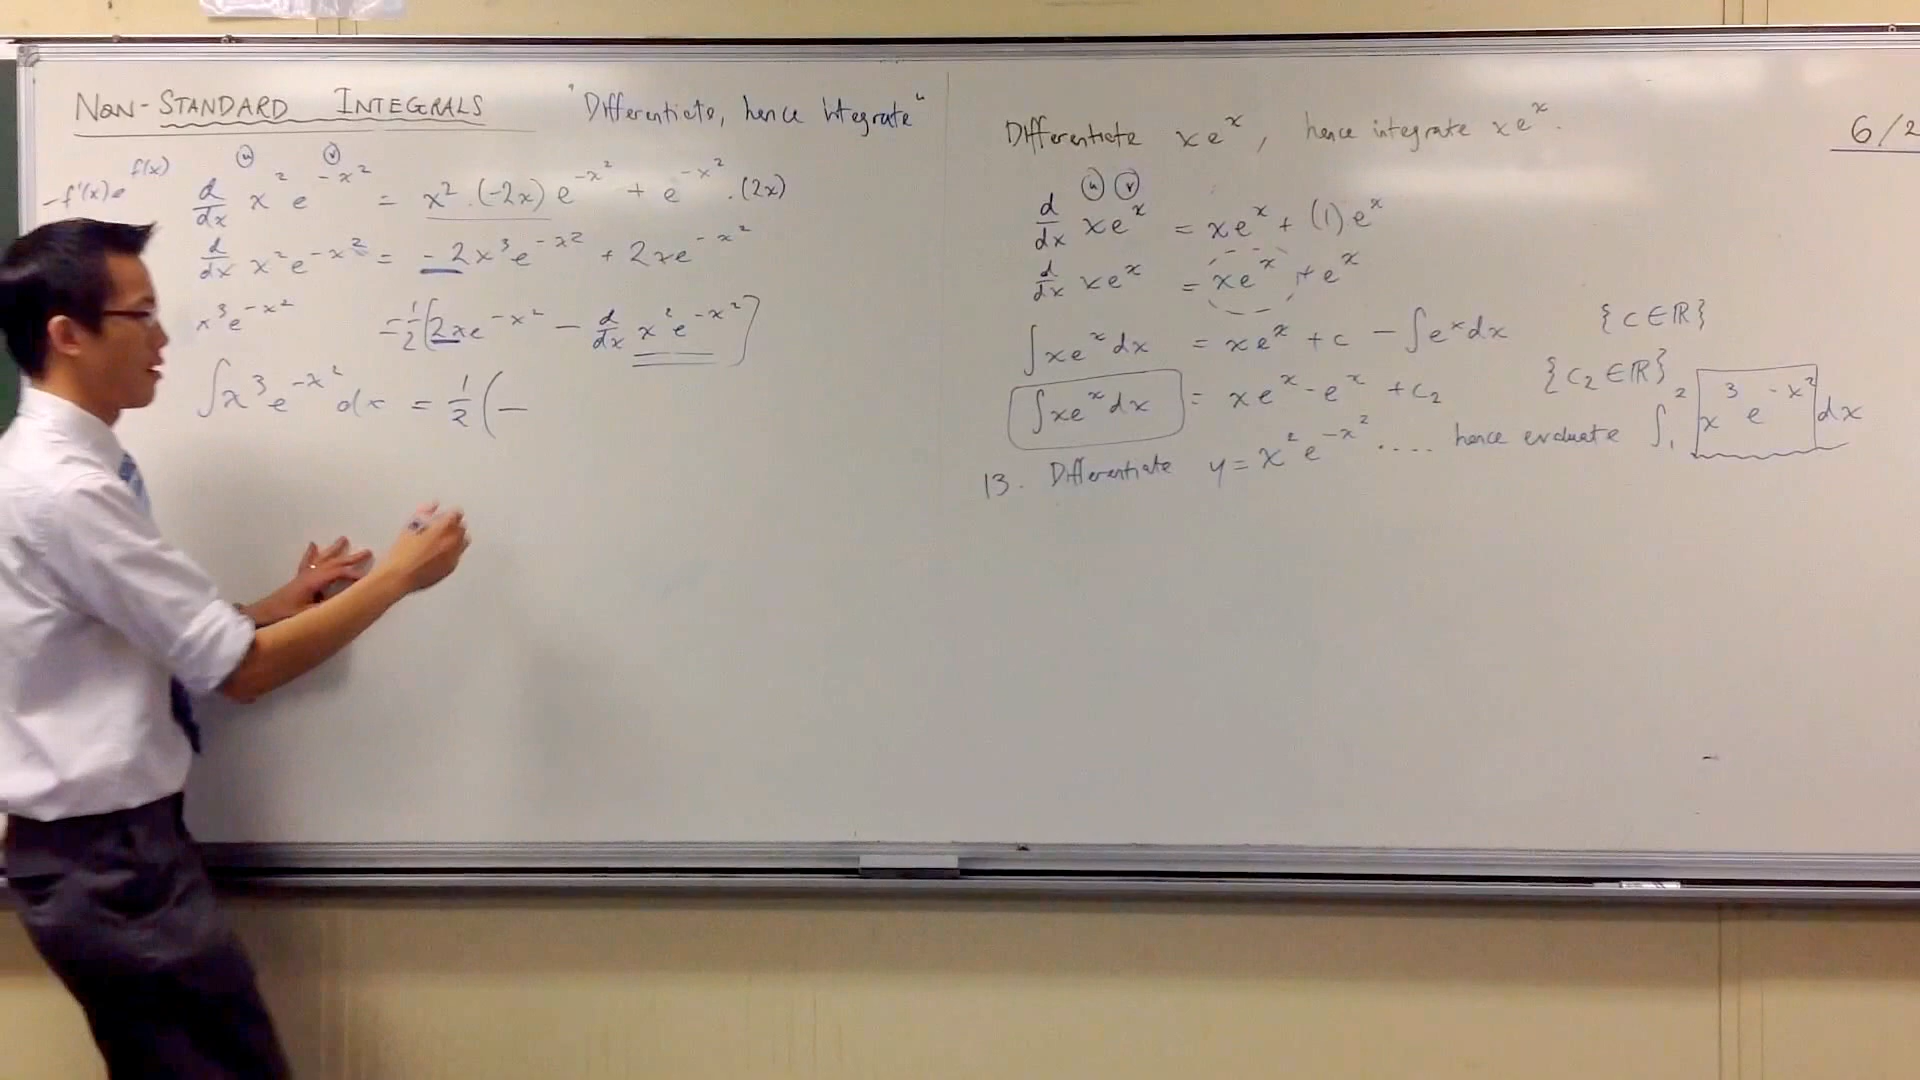 NON-STANDARD INTEGRALS "Differentiate, hence Integrate"
-f'(x)e^f(x)
ⓤ ⓥ
d/dx x² e^-x² = x².(-2x)e^-x² + e^-x².(2x)
d/dx x²e^-x² = -2x³e^-x² + 2xe^-x²
x³e^-x² = ½[2xe^-x² - d/dx x²e^-x²]
∫x³e^-x² dx = ½(-
Differentiate xe^x, hence integrate xe^x.
ⓤ ⓥ
d/dx xe^x = xe^x + (1)e^x
d/dx xe^x = xe^x + e^x
∫xe^x dx = xe^x + c - ∫e^x dx {c∈ℝ}
∫xe^x dx = xe^x - e^x + c₂ {c₂∈ℝ}
13. Differentiate y = x²e^-x² .... hence evaluate ∫₁² x³e^-x² dx
6/2